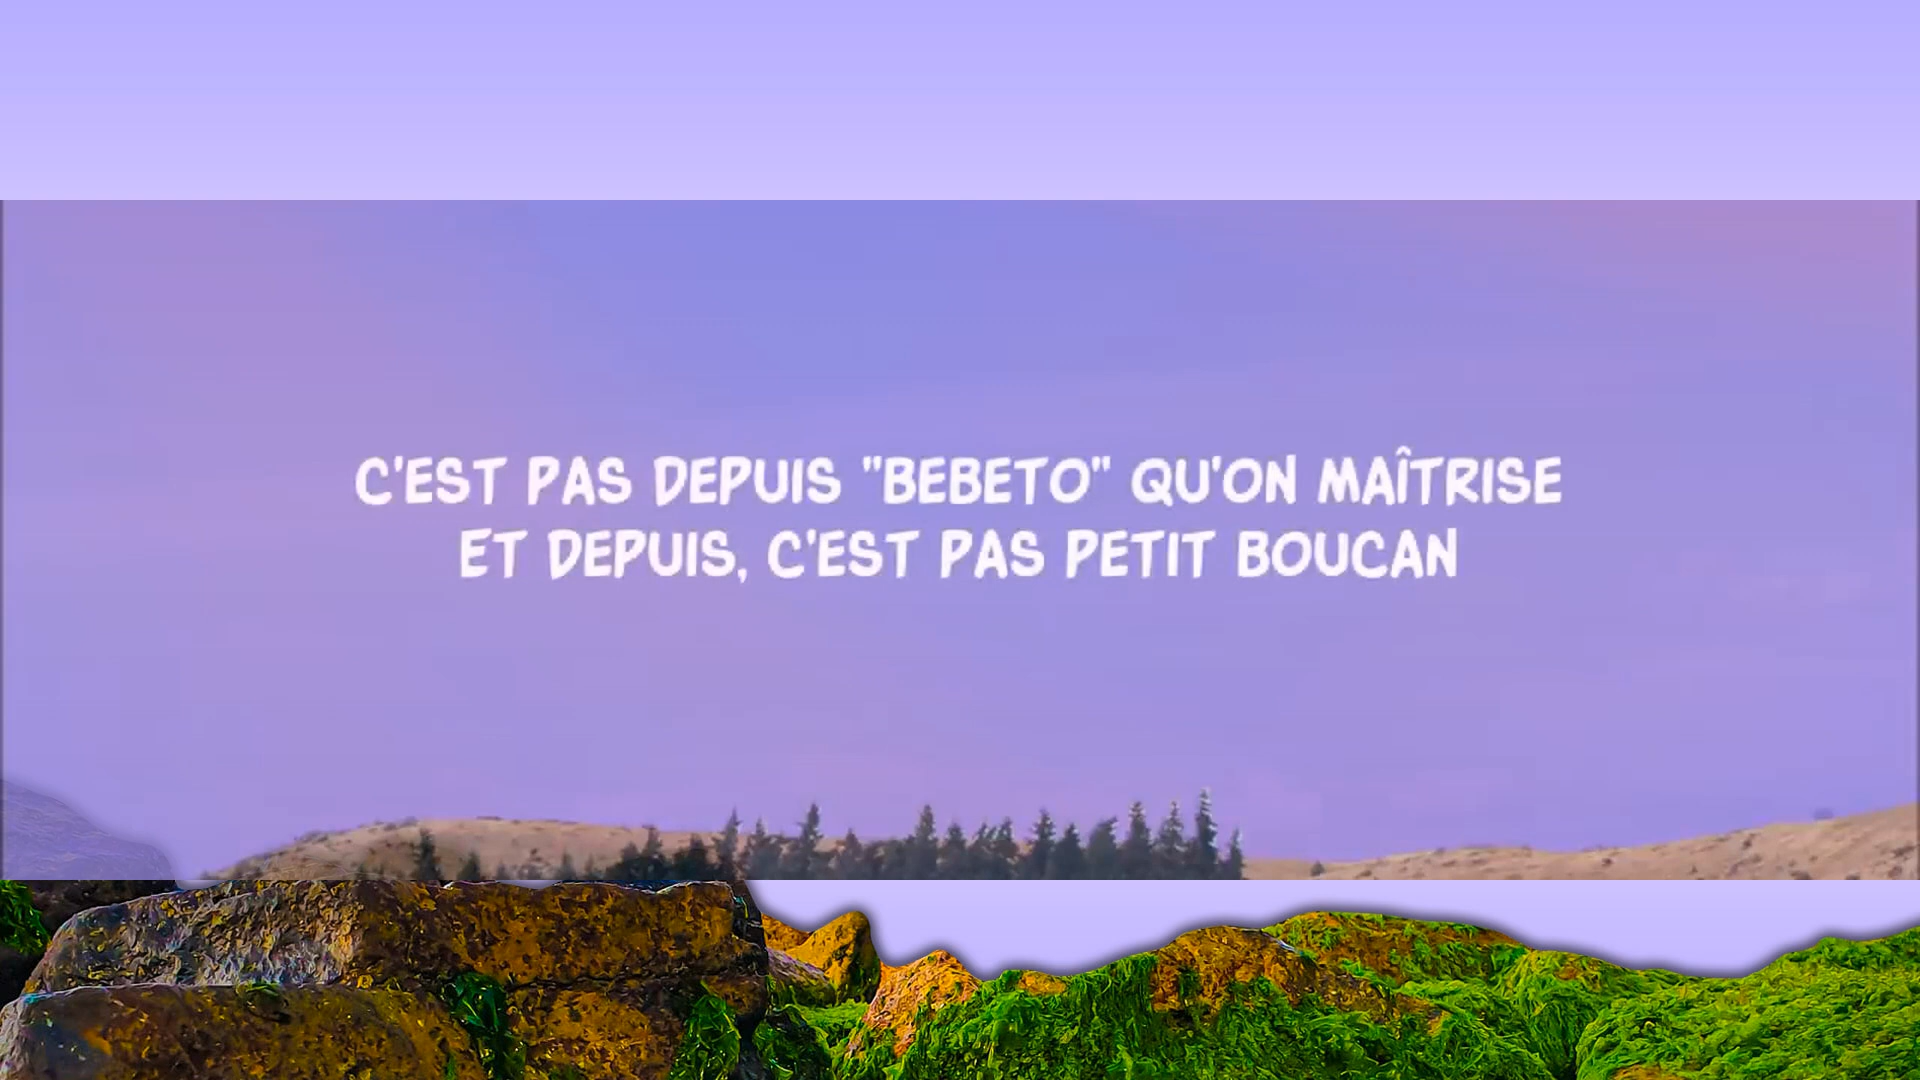 C'EST PAS DEPUIS "BEBETO" QU'ON MAÎTRISE
ET DEPUIS, C'EST PAS PETIT BOUCAN